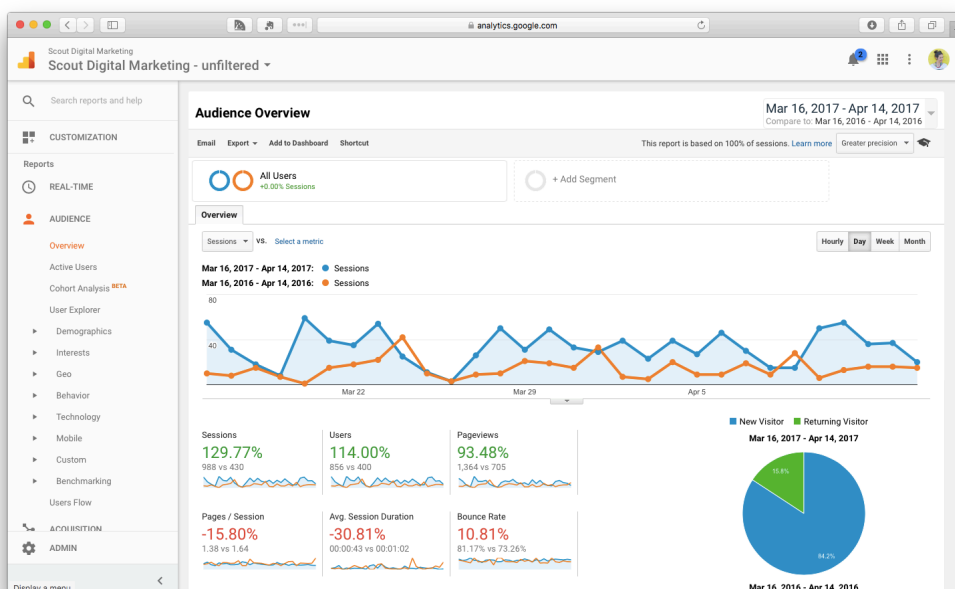 analytics.google.com
Scout Digital Marketing
Scout Digital Marketing - unfiltered
2
Search reports and help
CUSTOMIZATION
Reports
REAL-TIME
AUDIENCE
Overview
Active Users
Cohort Analysis BETA
User Explorer
Demographics
Interests
Geo
Behavior
Technology
Mobile
Custom
Benchmarking
Users Flow
ACQUISITION
ADMIN
Display a menu
Audience Overview
Mar 16, 2017 - Apr 14, 2017
Compare to: Mar 16, 2016 - Apr 14, 2016
Email Export Add to Dashboard Shortcut
This report is based on 100% of sessions. Learn more Greater precision
All Users
+0.00% Sessions
+ Add Segment
Overview
Sessions VS. Select a metric
Hourly Day Week Month
Mar 16, 2017 - Apr 14, 2017: Sessions
Mar 16, 2016 - Apr 14, 2016: Sessions
80
40
Mar 22 Mar 29 Apr 5
Sessions
129.77%
988 vs 430
Users
114.00%
856 vs 400
Pageviews
93.48%
1,364 vs 705
Pages / Session
-15.80%
1.38 vs 1.64
Avg. Session Duration
-30.81%
00:00:43 vs 00:01:02
Bounce Rate
10.81%
81.17% vs 73.26%
New Visitor Returning Visitor
Mar 16, 2017 - Apr 14, 2017
15.8%
84.2%
Mar 16, 2016 - Apr 14, 2016